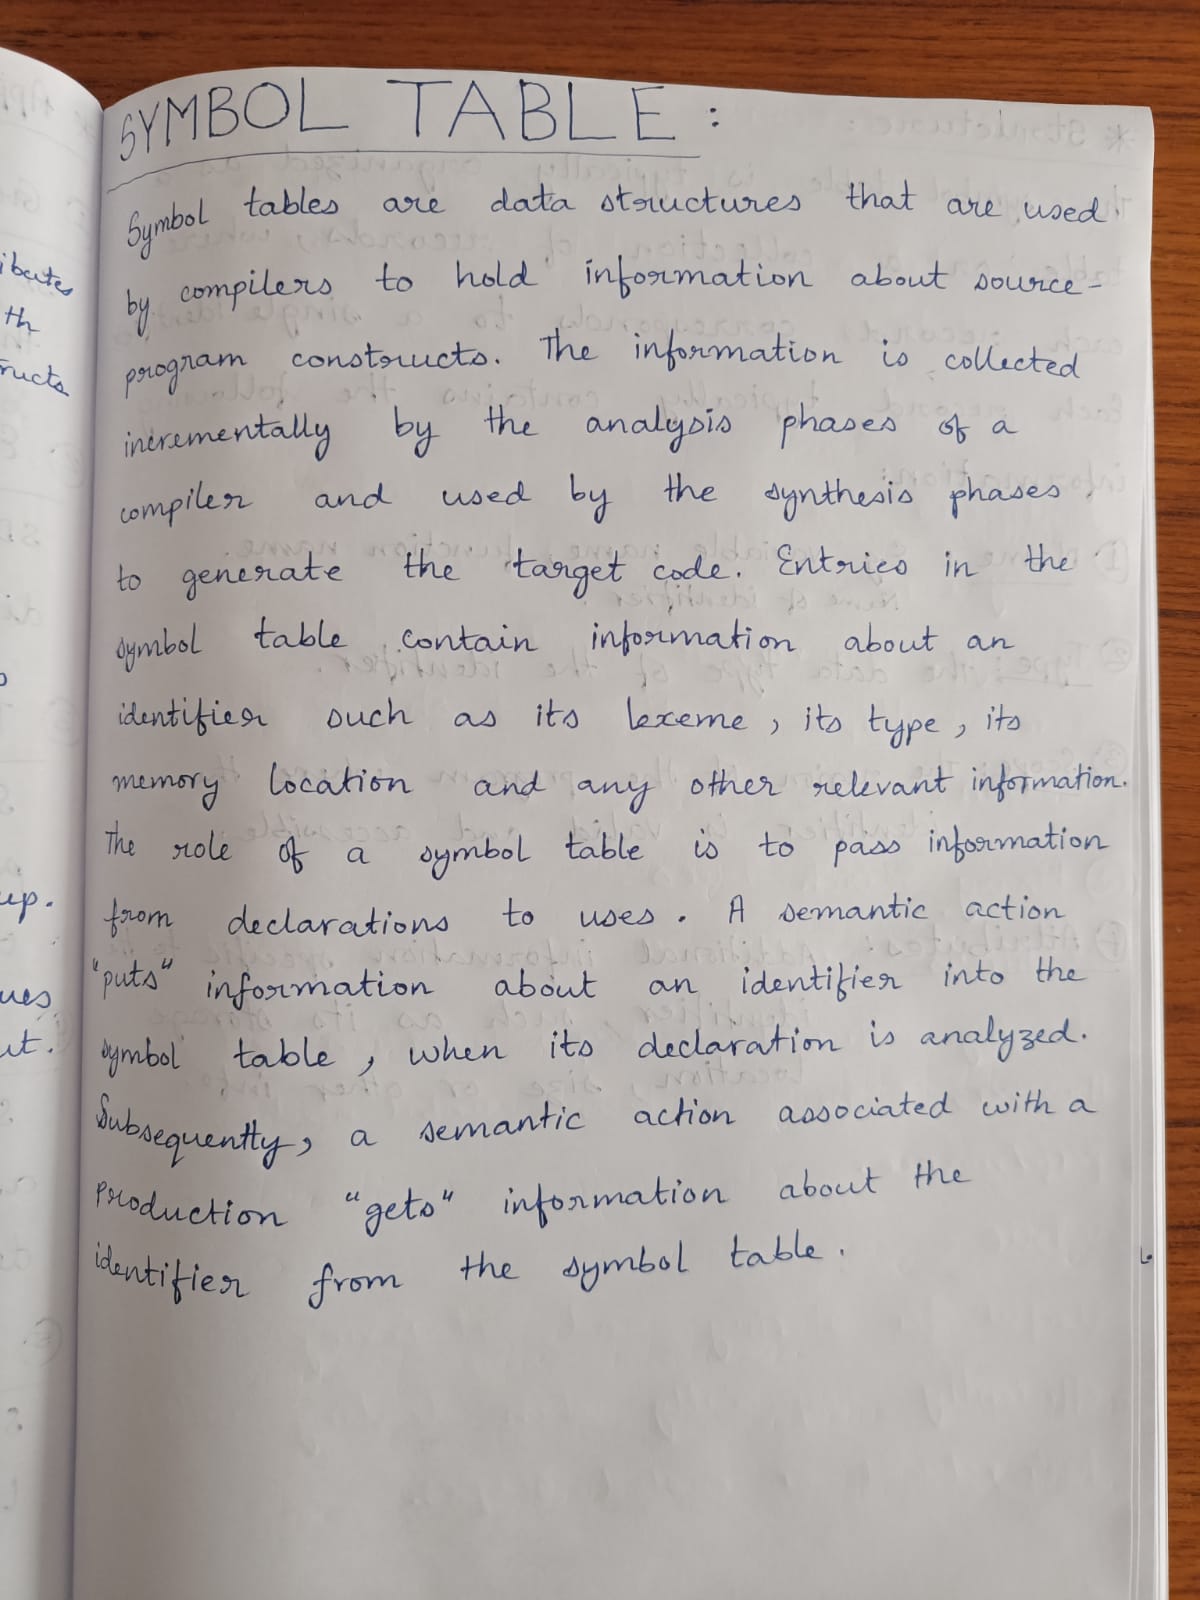 SYMBOL TABLE :
Symbol tables are data structures that are used
by compilers to hold information about source-
program constructs. The information is collected
incrementally by the analysis phases of a
compiler and used by the synthesis phases
to generate the target code. Entries in the
symbol table contain information about an
identifier such as its lexeme, its type, its
memory location and any other relevant information.
The role of a symbol table is to pass information
from declarations to uses. A semantic action
"puts" information about an identifier into the
symbol table, when its declaration is analyzed.
Subsequently, a semantic action associated with a
production "gets" information about the
identifier from the symbol table.